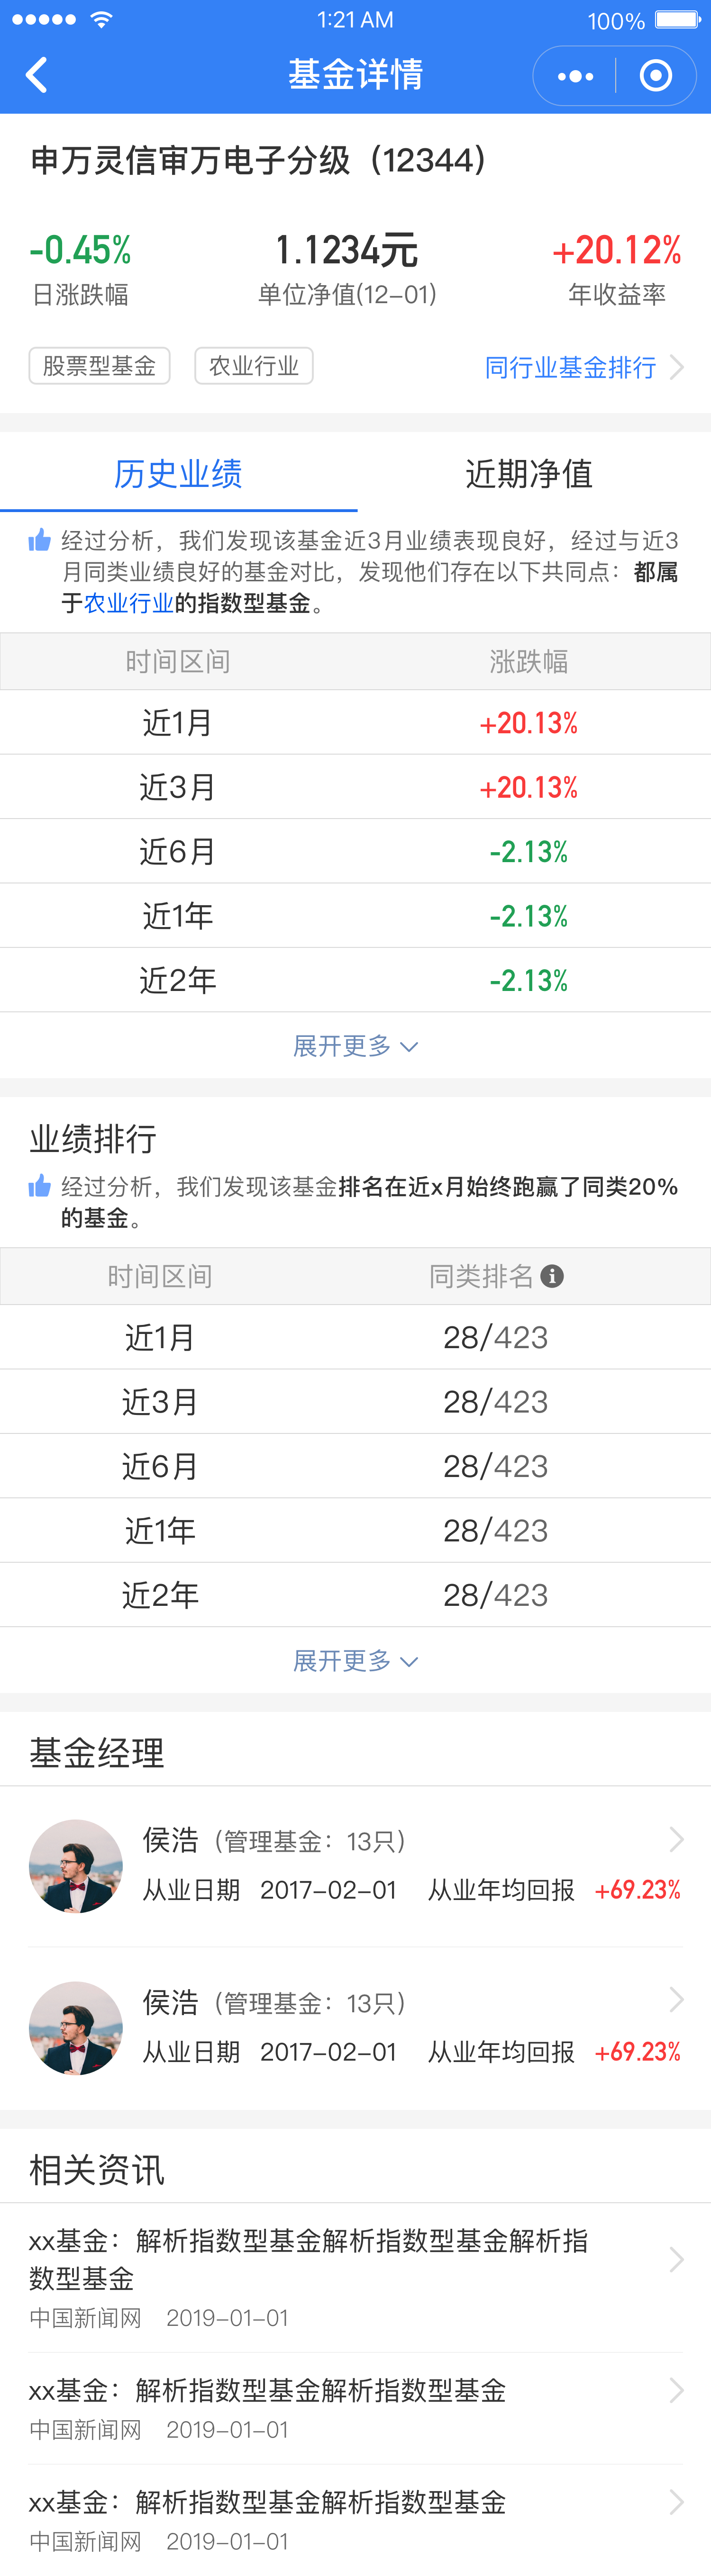 1:21 AM 100%
基金详情
申万灵信审万电子分级（12344）
-0.45% 1.1234元 +20.12%
日涨跌幅 单位净值(12-01) 年收益率
股票型基金 农业行业 同行业基金排行
历史业绩 近期净值
经过分析，我们发现该基金近3月业绩表现良好，经过与近3
月同类业绩良好的基金对比，发现他们存在以下共同点：都属
于农业行业的指数型基金。
时间区间 涨跌幅
近1月 +20.13%
近3月 +20.13%
近6月 -2.13%
近1年 -2.13%
近2年 -2.13%
展开更多
业绩排行
经过分析，我们发现该基金排名在近x月始终跑赢了同类20%
的基金。
时间区间 同类排名
近1月 28/423
近3月 28/423
近6月 28/423
近1年 28/423
近2年 28/423
展开更多
基金经理
侯浩（管理基金：13只）
从业日期 2017-02-01 从业年均回报 +69.23%
侯浩（管理基金：13只）
从业日期 2017-02-01 从业年均回报 +69.23%
相关资讯
xx基金：解析指数型基金解析指数型基金解析指
数型基金
中国新闻网 2019-01-01
xx基金：解析指数型基金解析指数型基金
中国新闻网 2019-01-01
xx基金：解析指数型基金解析指数型基金
中国新闻网 2019-01-01